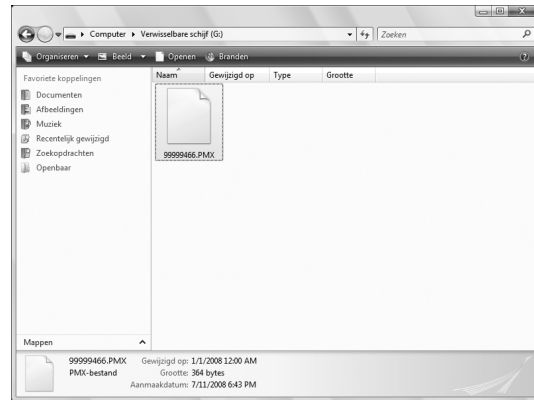 Computer ▸ Verwisselbare schijf (G:)
Zoeken
Organiseren
Beeld
Openen
Branden
Favoriete koppelingen
Documenten
Afbeeldingen
Muziek
Recentelijk gewijzigd
Zoekopdrachten
Openbaar
Mappen
Naam
Gewijzigd op
Type
Grootte
99999466.PMX
99999466.PMX
Gewijzigd op: 1/1/2008 12:00 AM
PMX-bestand
Grootte: 364 bytes
Aanmaakdatum: 7/11/2008 6:43 PM